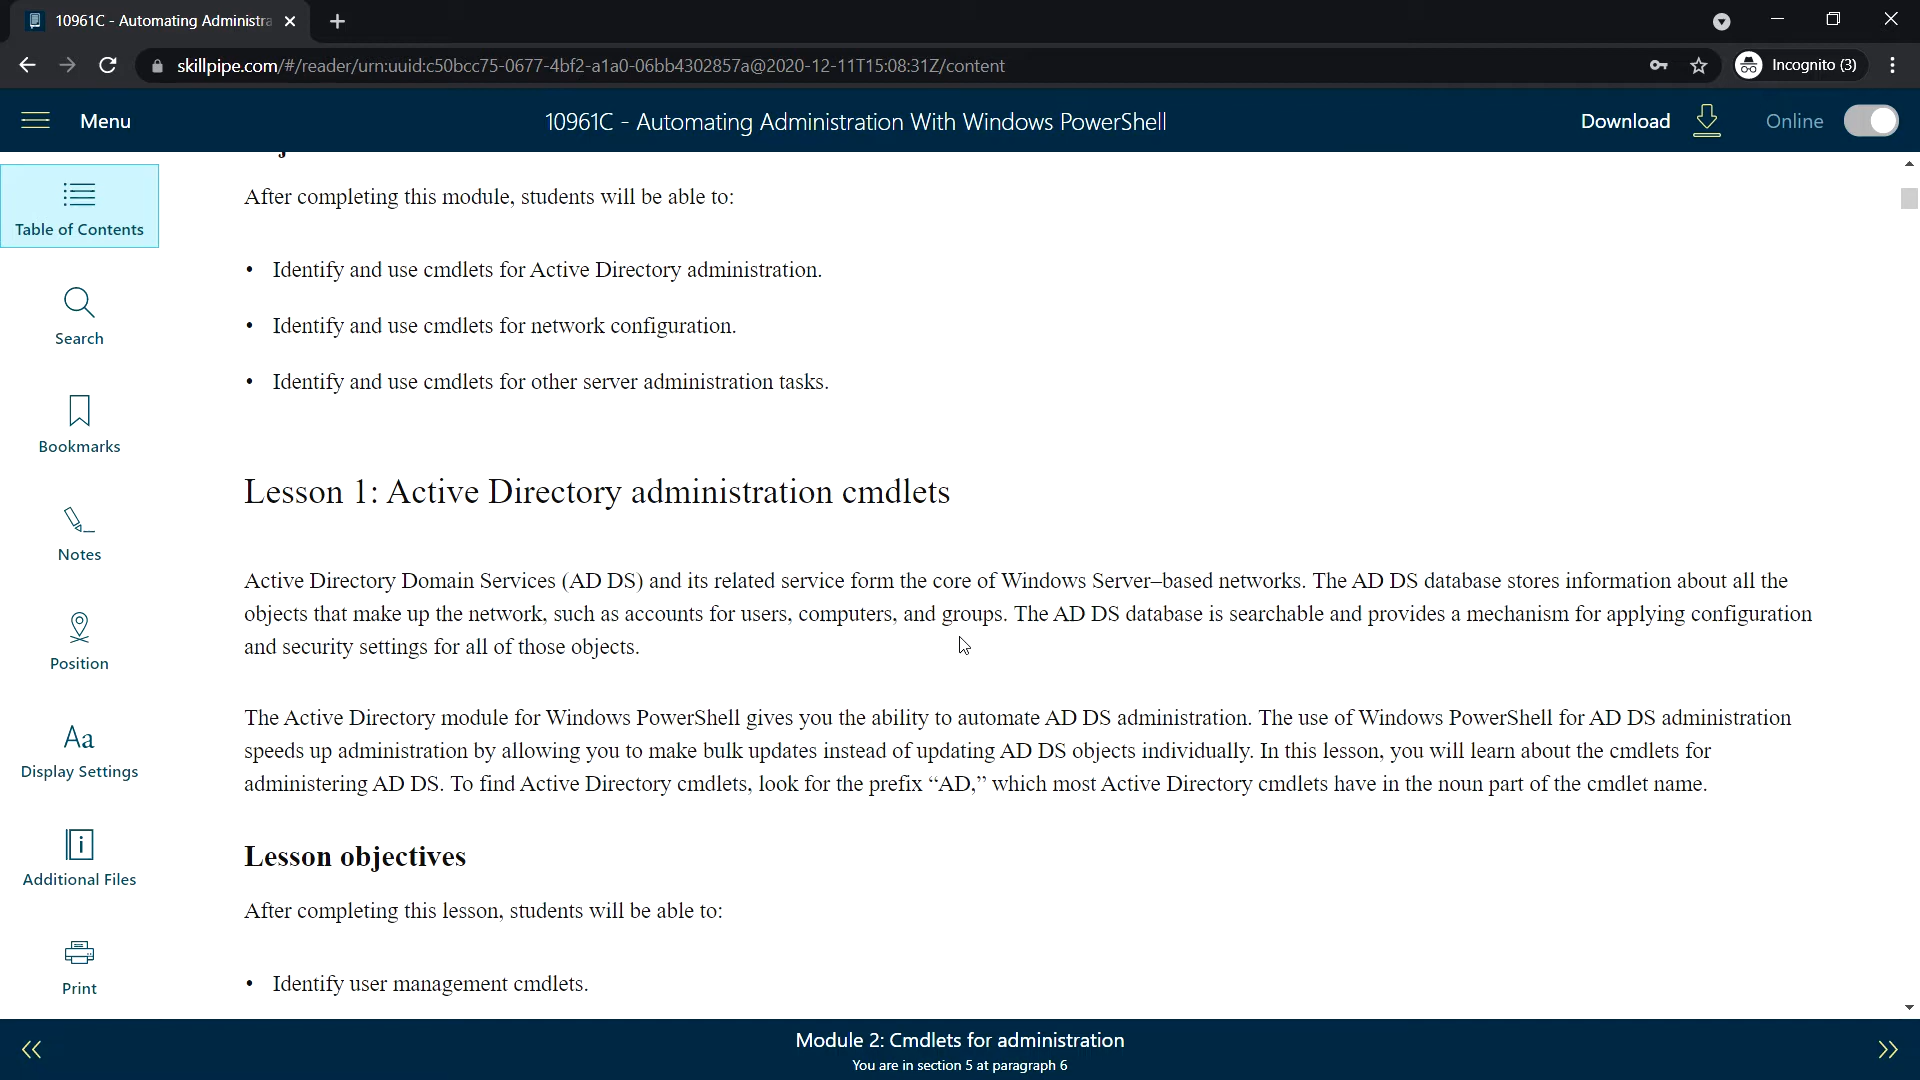 10961C - Automating Administra
skillpipe.com/#/reader/urn:uuid:c50bcc75-0677-4bf2-a1a0-06bb4302857a@2020-12-11T15:08:31Z/content
Incognito (3)
Menu
10961C - Automating Administration With Windows PowerShell
Download
Online
Table of Contents
Search
Bookmarks
Notes
Position
Aa
Display Settings
Additional Files
Print
After completing this module, students will be able to:
• Identify and use cmdlets for Active Directory administration.
• Identify and use cmdlets for network configuration.
• Identify and use cmdlets for other server administration tasks.
Lesson 1: Active Directory administration cmdlets
Active Directory Domain Services (AD DS) and its related service form the core of Windows Server–based networks. The AD DS database stores information about all the
objects that make up the network, such as accounts for users, computers, and groups. The AD DS database is searchable and provides a mechanism for applying configuration
and security settings for all of those objects.
The Active Directory module for Windows PowerShell gives you the ability to automate AD DS administration. The use of Windows PowerShell for AD DS administration
speeds up administration by allowing you to make bulk updates instead of updating AD DS objects individually. In this lesson, you will learn about the cmdlets for
administering AD DS. To find Active Directory cmdlets, look for the prefix “AD,” which most Active Directory cmdlets have in the noun part of the cmdlet name.
Lesson objectives
After completing this lesson, students will be able to:
• Identify user management cmdlets.
Module 2: Cmdlets for administration
You are in section 5 at paragraph 6